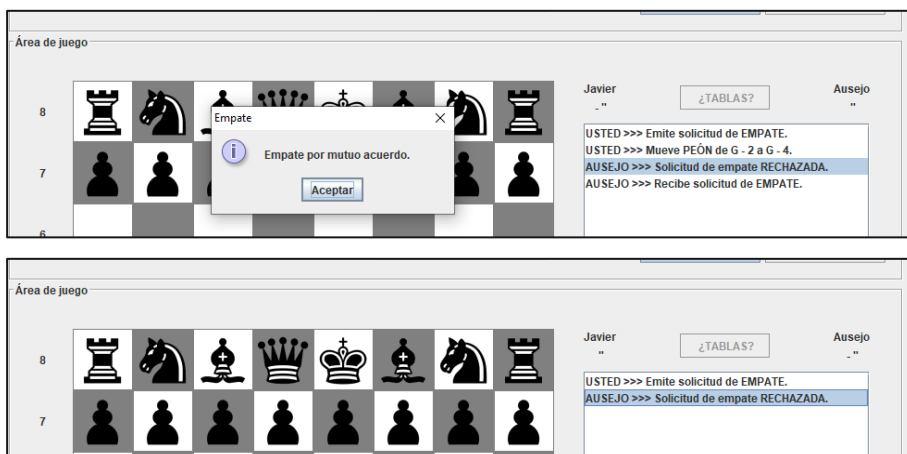 Área de juego
Javier
¿TABLAS?
Ausejo
- "
"
8
Empate
Empate por mutuo acuerdo.
Aceptar
USTED >>> Emite solicitud de EMPATE.
USTED >>> Mueve PEÓN de G - 2 a G - 4.
AUSEJO >>> Solicitud de empate RECHAZADA.
AUSEJO >>> Recibe solicitud de EMPATE.
7
6
Área de juego
Javier
¿TABLAS?
Ausejo
"
- "
8
USTED >>> Emite solicitud de EMPATE.
AUSEJO >>> Solicitud de empate RECHAZADA.
7